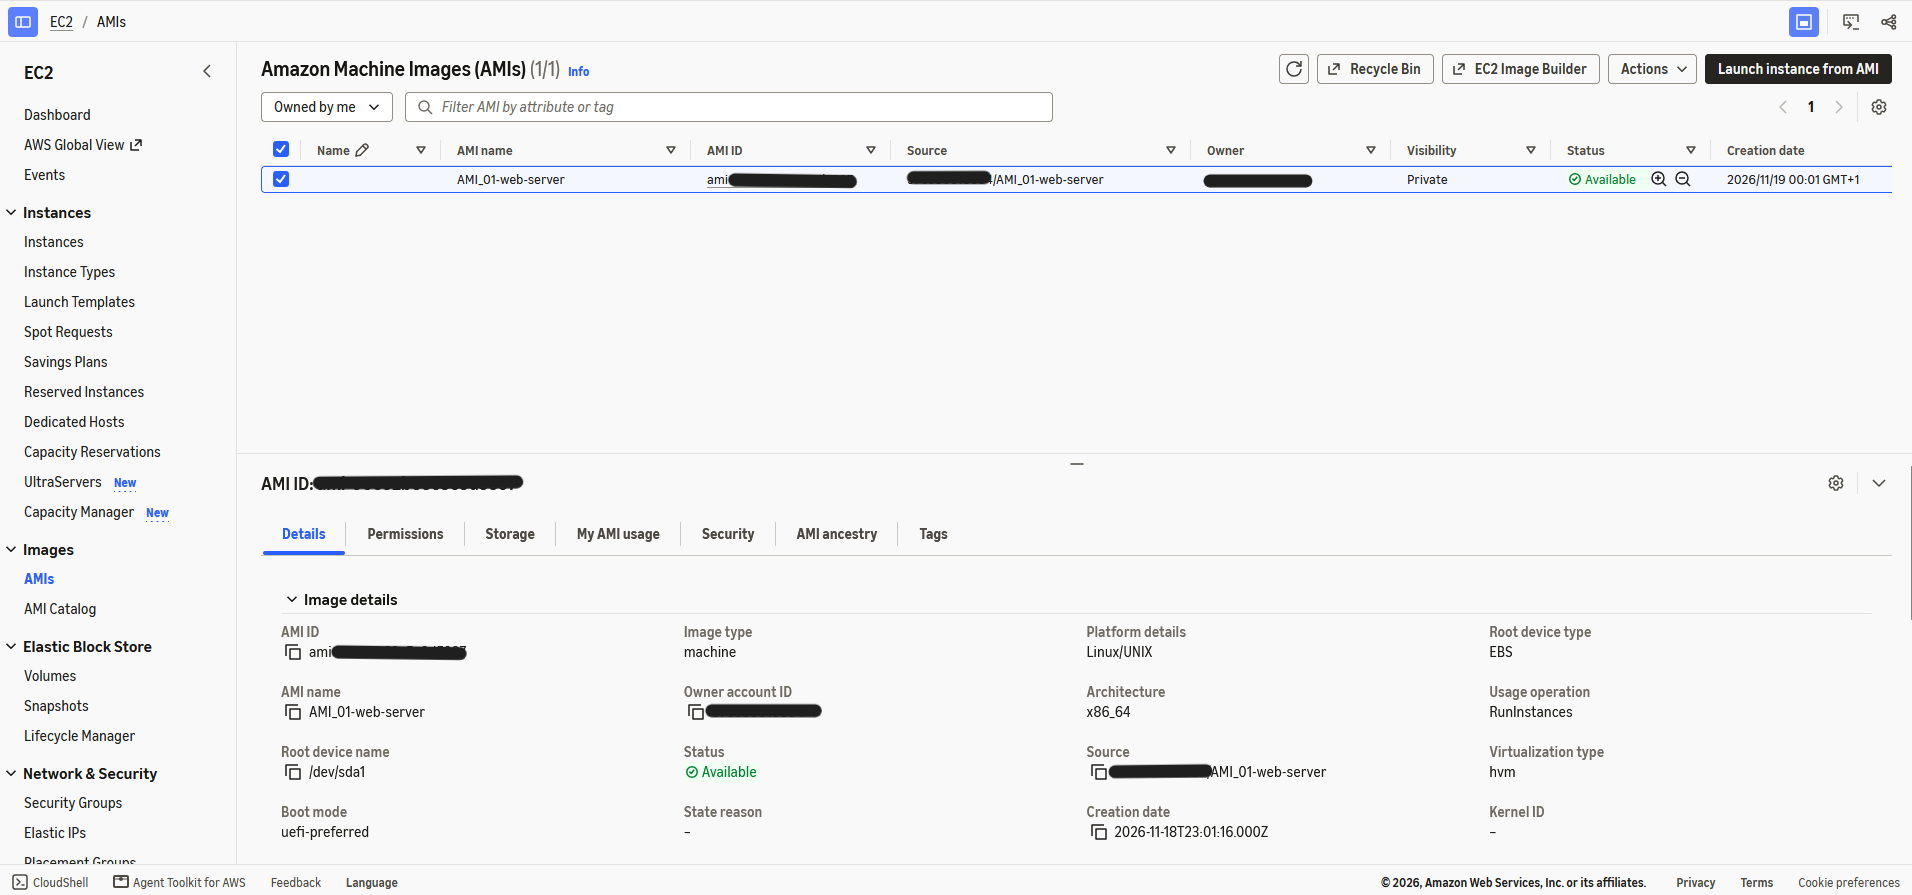 EC2 / AMIs
EC2
Dashboard
AWS Global View
Events
Instances
Instances
Instance Types
Launch Templates
Spot Requests
Savings Plans
Reserved Instances
Dedicated Hosts
Capacity Reservations
UltraServers New
Capacity Manager New
Images
AMIs
AMI Catalog
Elastic Block Store
Volumes
Snapshots
Lifecycle Manager
Network & Security
Security Groups
Elastic IPs
Placement Groups
Amazon Machine Images (AMIs) (1/1) Info
Recycle Bin EC2 Image Builder Actions Launch instance from AMI
Owned by me Filter AMI by attribute or tag 1
Name AMI name AMI ID Source Owner Visibility Status Creation date
AMI_01-web-server ami /AMI_01-web-server Private Available 2026/11/19 00:01 GMT+1
AMI ID:
Details Permissions Storage My AMI usage Security AMI ancestry Tags
Image details
AMI ID Image type Platform details Root device type
ami machine Linux/UNIX EBS
AMI name Owner account ID Architecture Usage operation
AMI_01-web-server x86_64 RunInstances
Root device name Status Source Virtualization type
/dev/sda1 Available AMI_01-web-server hvm
Boot mode State reason Creation date Kernel ID
uefi-preferred – 2026-11-18T23:01:16.000Z –
CloudShell Agent Toolkit for AWS Feedback Language © 2026, Amazon Web Services, Inc. or its affiliates. Privacy Terms Cookie preferences